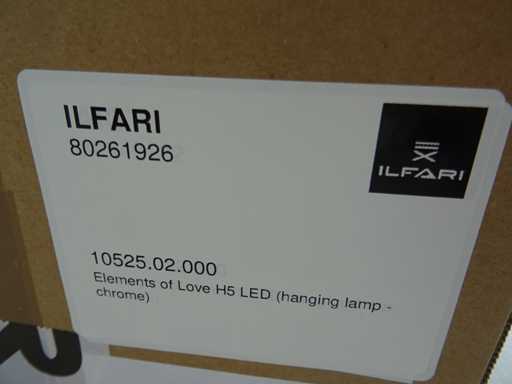 ILFARI
80261926
ILFARI
10525.02.000
Elements of Love H5 LED (hanging lamp -
chrome)
R